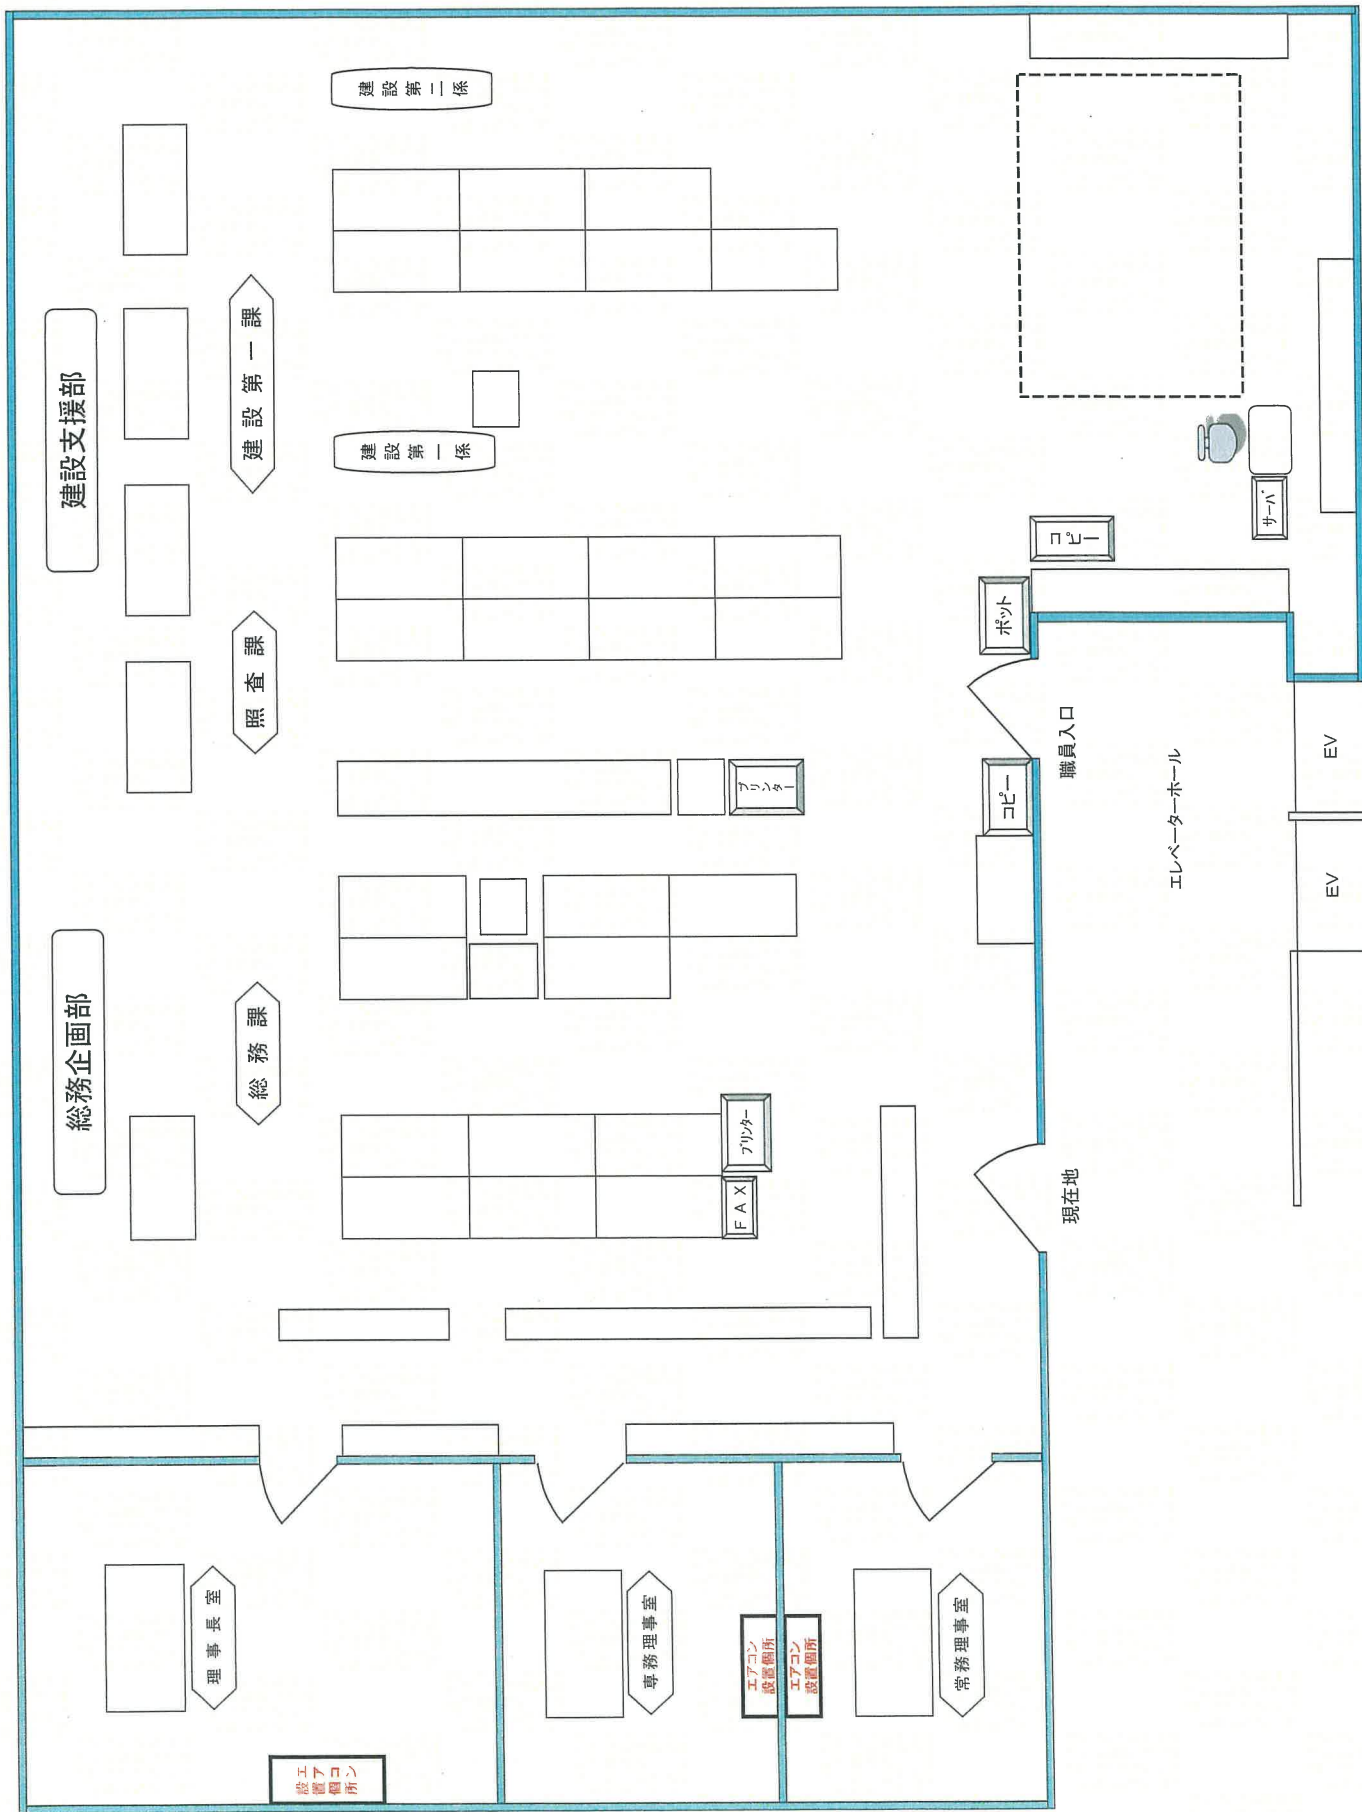 総務企画部
建設支援部
総務課
照査課
建設第一課
建設第一係
建設第二係
理事長室
専務理事室
常務理事室
エアコン
設置個所
エアコン
設置個所
エアコン
設置個所
FAX
プリンター
プリンター
コピー
ポット
コピー
サーバ
現在地
職員入口
エレベーターホール
EV
EV